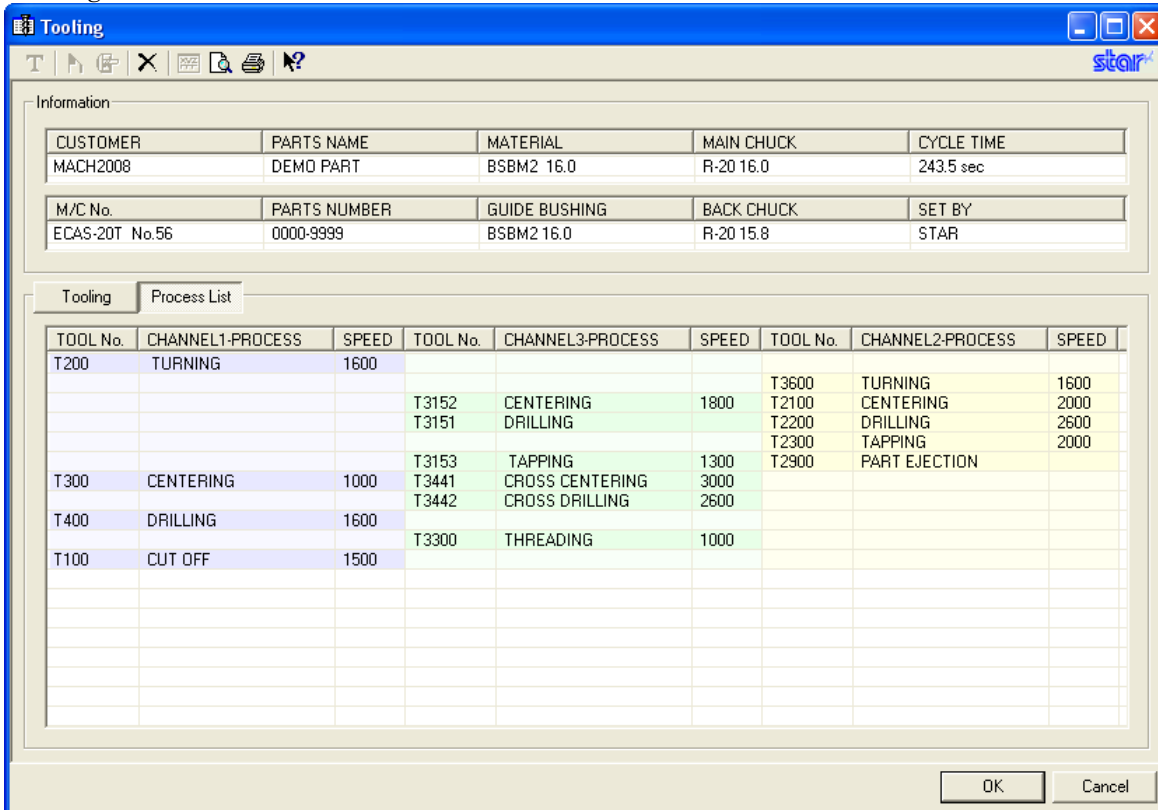 Tooling
T
star
Information
CUSTOMER PARTS NAME MATERIAL MAIN CHUCK CYCLE TIME
MACH2008 DEMO PART BSBM2 16.0 R-20 16.0 243.5 sec
M/C No. PARTS NUMBER GUIDE BUSHING BACK CHUCK SET BY
ECAS-20T No.56 0000-9999 BSBM2 16.0 R-20 15.8 STAR
Tooling Process List
TOOL No. CHANNEL1-PROCESS SPEED TOOL No. CHANNEL3-PROCESS SPEED TOOL No. CHANNEL2-PROCESS SPEED
T200 TURNING 1600
T3600 TURNING 1600
T3152 CENTERING 1800 T2100 CENTERING 2000
T3151 DRILLING T2200 DRILLING 2600
T2300 TAPPING 2000
T3153 TAPPING 1300 T2900 PART EJECTION
T300 CENTERING 1000 T3441 CROSS CENTERING 3000
T3442 CROSS DRILLING 2600
T400 DRILLING 1600
T3300 THREADING 1000
T100 CUT OFF 1500
OK Cancel